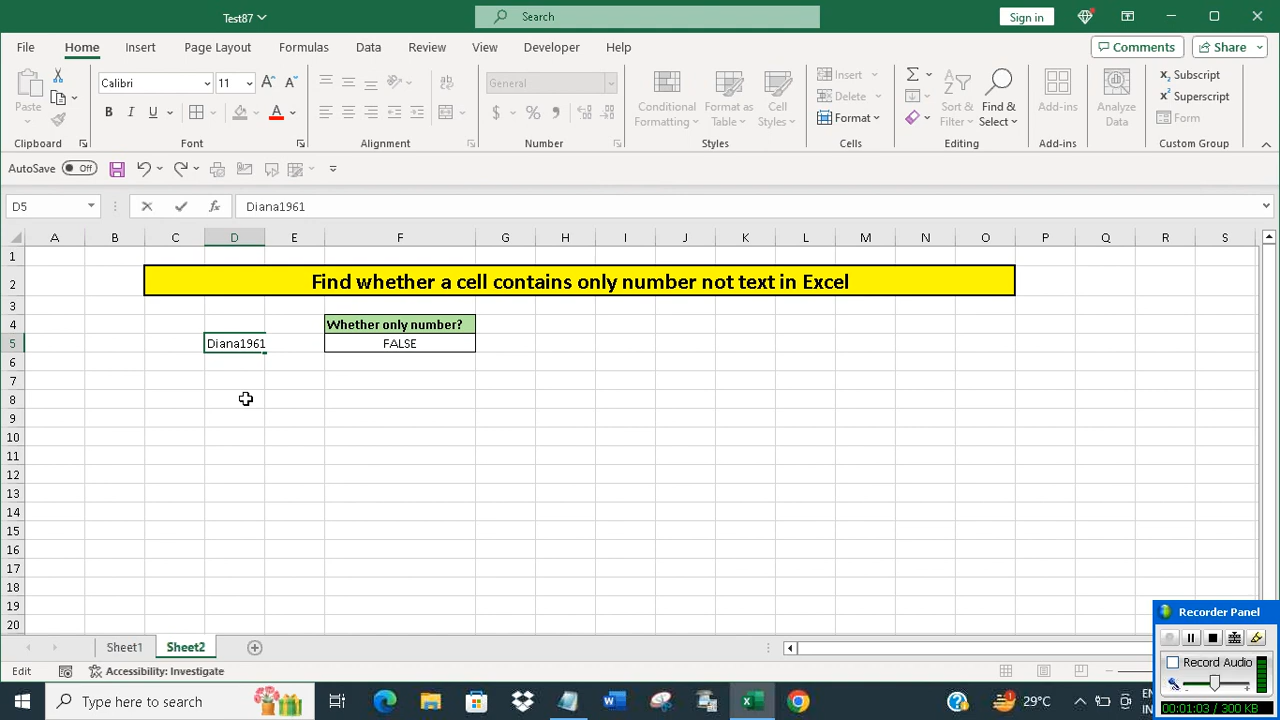 Test87
Search
Sign in
File Home Insert Page Layout Formulas Data Review View Developer Help
Comments Share
Paste
Clipboard
Calibri 11
B I U
Font
Alignment
General
$ % ,
Number
Conditional Formatting
Format as Table
Cell Styles
Styles
Insert
Delete
Format
Cells
Sort & Filter
Find & Select
Editing
Add-ins
Add-ins
Analyze Data
Subscript
Superscript
Form
Custom Group
AutoSave Off
D5 fx Diana1961
A B C D E F G H I J K L M N O P Q R S
1
2 Find whether a cell contains only number not text in Excel
3
4 Whether only number?
5 Diana1961 FALSE
6
7
8
9
10
11
12
13
14
15
16
17
18
19
20
Recorder Panel
Record Audio
00:01:03 / 300 KB
Sheet1 Sheet2
Edit Accessibility: Investigate
Type here to search
29°C